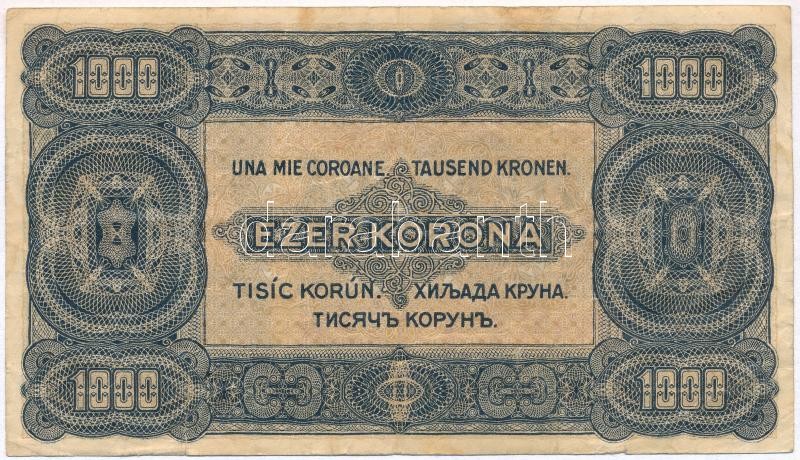 1000 1000
UNA MIE COROANE. TAUSEND KRONEN.
EZER KORONA
TISÍC KORÚN. ХИЉАДА КРУНА.
ТИСЯЧЪ КОРУНЪ.
1000 1000